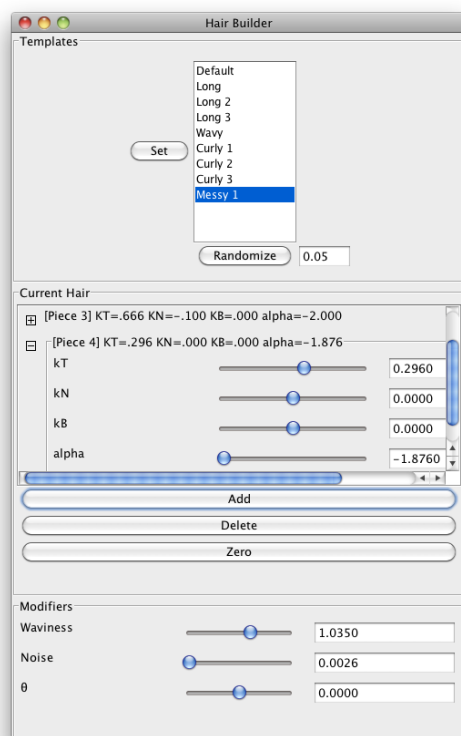 Hair Builder
Templates
Default
Long
Long 2
Long 3
Wavy
Curly 1
Curly 2
Curly 3
Messy 1
Set
Randomize 0.05
Current Hair
[Piece 3] KT=.666 KN=-.100 KB=.000 alpha=-2.000
[Piece 4] KT=.296 KN=.000 KB=.000 alpha=-1.876
kT 0.2960
kN 0.0000
kB 0.0000
alpha -1.8760
Add
Delete
Zero
Modifiers
Waviness 1.0350
Noise 0.0026
θ 0.0000